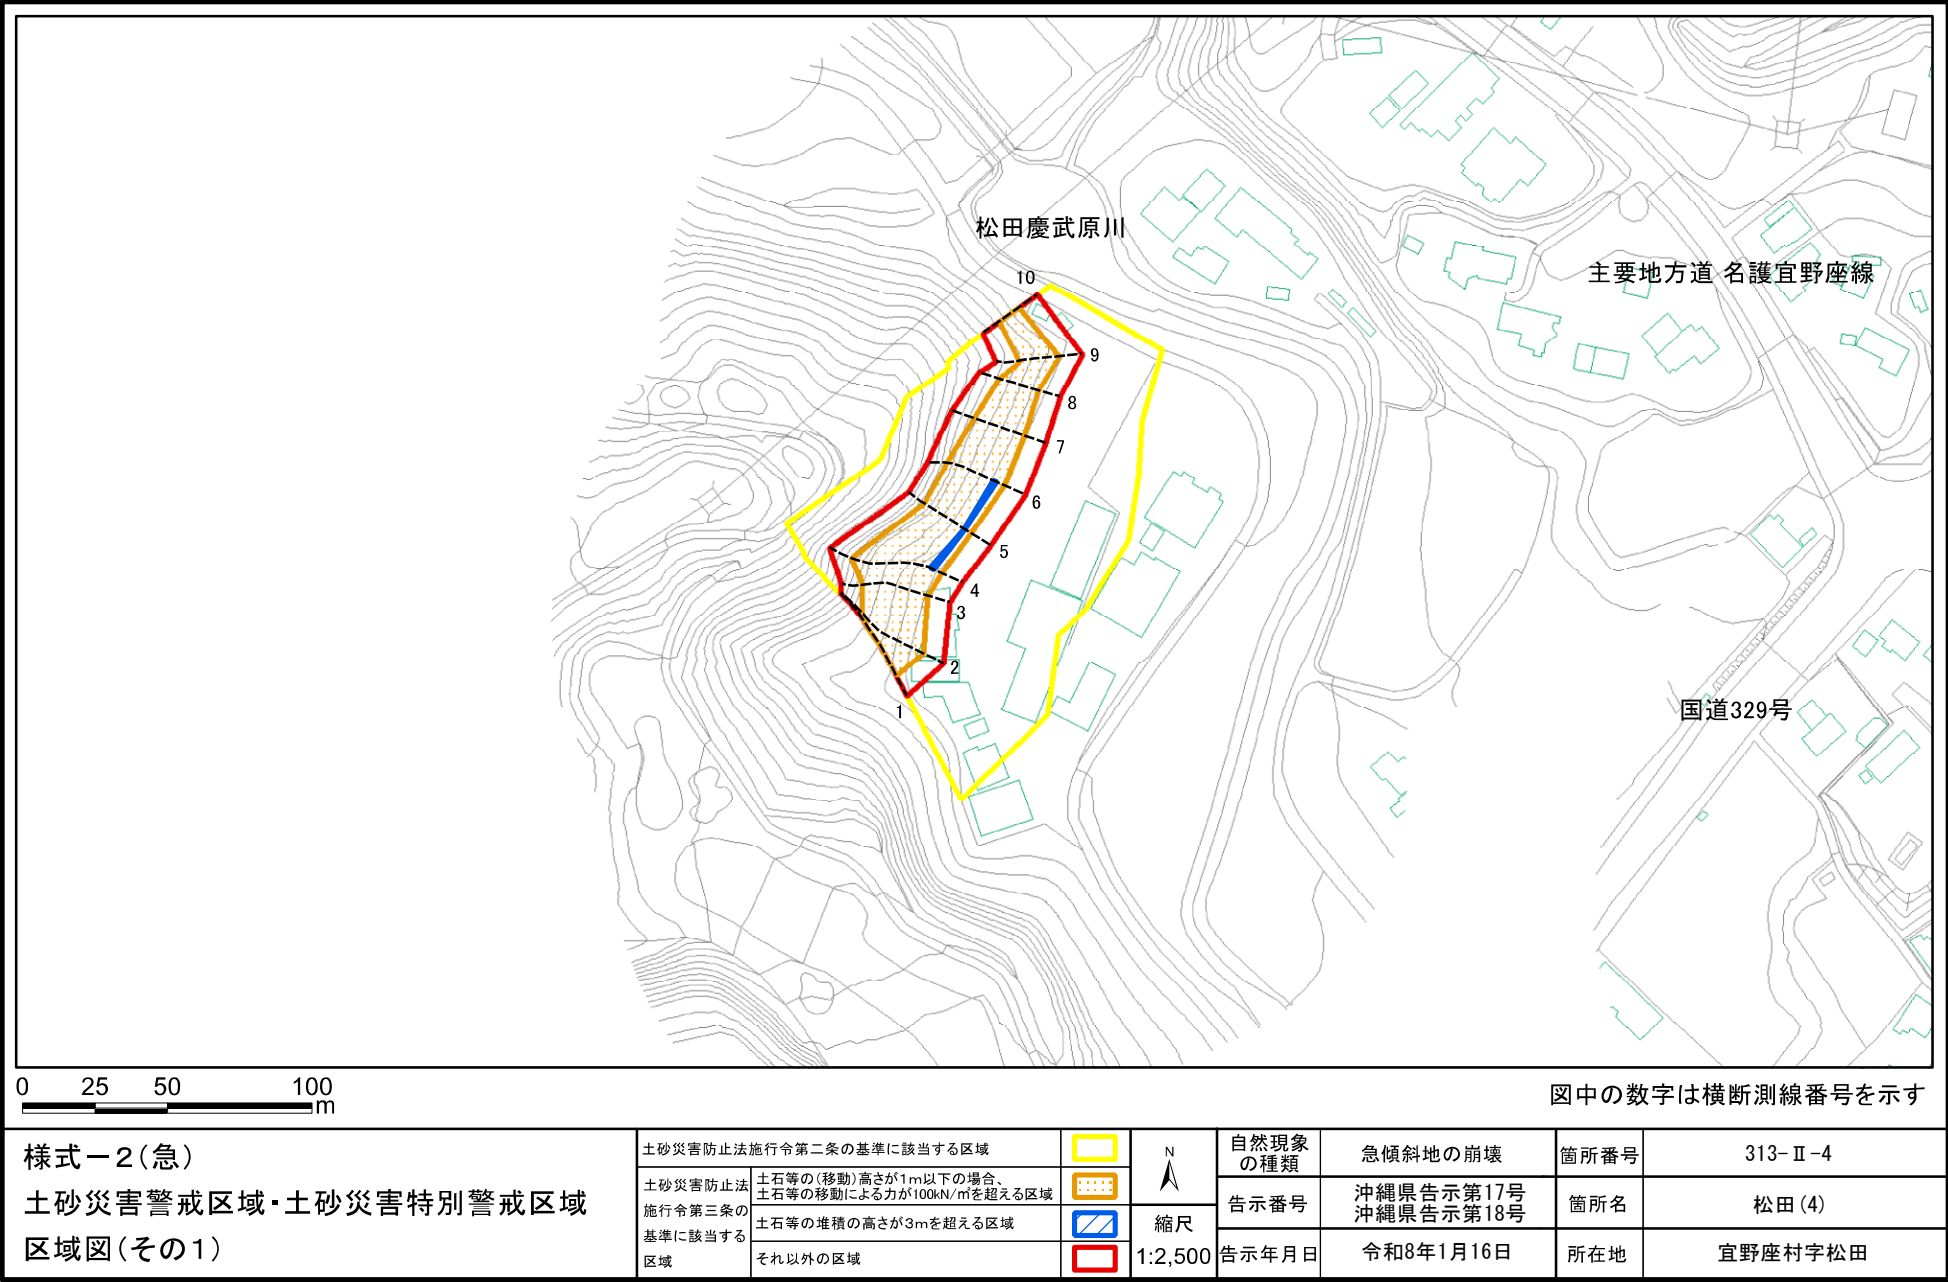 松田慶武原川
10
主要地方道 名護宜野座線
9
8
7
6
5
4
3
2
1
国道329号
0 25 50 100
m
図中の数字は横断測線番号を示す
様式－2(急)
土砂災害警戒区域・土砂災害特別警戒区域
区域図(その1)
土砂災害防止法施行令第二条の基準に該当する区域
土砂災害防止法
施行令第三条の
基準に該当する
区域
土石等の(移動)高さが1m以下の場合、
土石等の移動による力が100kN/㎡を超える区域
土石等の堆積の高さが3mを超える区域
それ以外の区域
N
縮尺
1:2,500
自然現象
の種類
急傾斜地の崩壊
箇所番号
313-Ⅱ-4
告示番号
沖縄県告示第17号
沖縄県告示第18号
箇所名
松田(4)
告示年月日
令和8年1月16日
所在地
宜野座村字松田